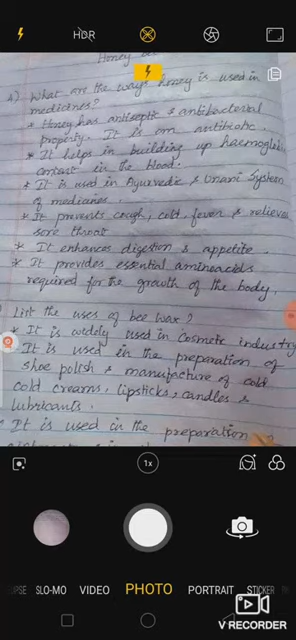 HDR
Honey bee
4) What are the ways honey is used in
medicines?
* Honey has antiseptic & antibacterial
property. It is an antibiotic.
* It helps in building up haemoglobin
content in the blood.
* It is used in Ayurvedic & Unani System
of medicines.
* It prevents cough, cold, fever & relieves
sore throat
* It enhances digestion & appetite.
* It provides essential aminoacids
required for the growth of the body.
List the uses of bee wax?
* It is widely used in Cosmetic industry
It is used in the preparation of
shoe polish & manufacture of cold
cold creams, lipsticks, candles &
lubricants.
It is used in the preparation
1x
SLO-MO VIDEO PHOTO PORTRAIT STICKER
V RECORDER